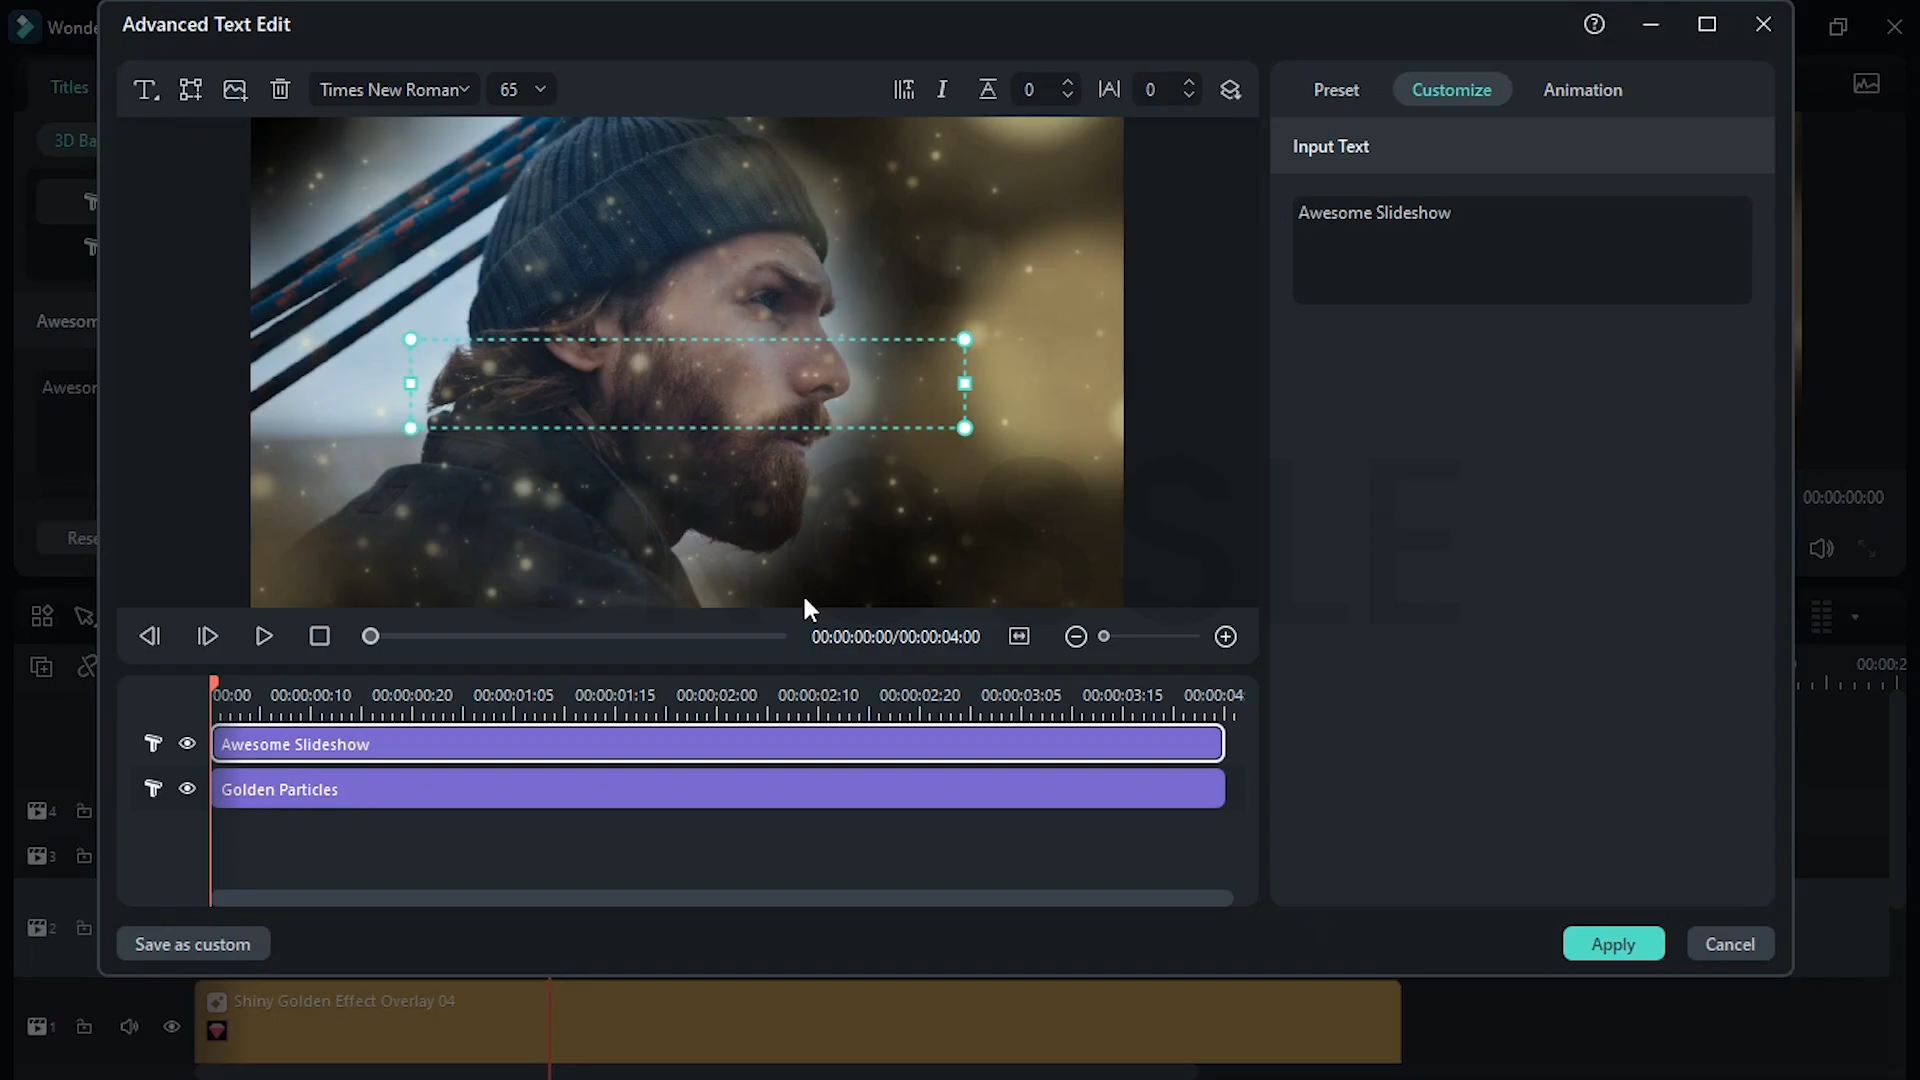 Wonde
Advanced Text Edit
Titles
Times New Roman
65
0
0
Preset
Customize
Animation
3D Ba
Input Text
Awesome Slideshow
Awesom
Awesor
00:00:00:00
Rese
00:00:00:00/00:00:04:00
00:00:2
00:00
00:00:00:10
00:00:00:20
00:00:01:05
00:00:01:15
00:00:02:00
00:00:02:10
00:00:02:20
00:00:03:05
00:00:03:15
00:00:04:
Awesome Slideshow
Golden Particles
4
3
2
Save as custom
Apply
Cancel
Shiny Golden Effect Overlay 04
1